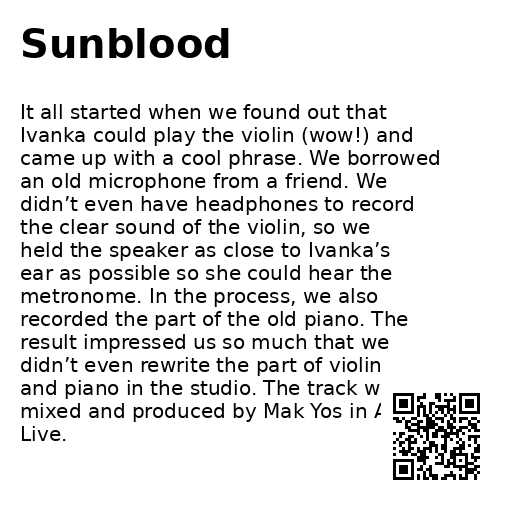 Sunblood
It all started when we found out that
Ivanka could play the violin (wow!) and
came up with a cool phrase. We borrowed
an old microphone from a friend. We
didn’t even have headphones to record
the clear sound of the violin, so we
held the speaker as close to Ivanka’s
ear as possible so she could hear the
metronome. In the process, we also
recorded the part of the old piano. The
result impressed us so much that we
didn’t even rewrite the part of violin
and piano in the studio. The track
mixed and produced by Mak Yos in
Live.